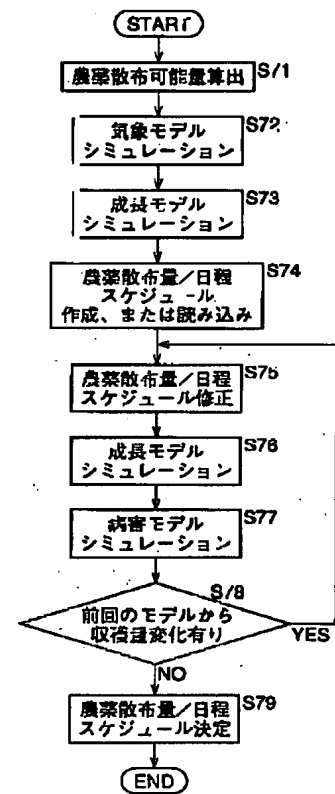 START
農薬散布可能量算出
S71
気象モデル
シミュレーション
S72
成長モデル
シミュレーション
S73
農薬散布量/日程
スケジュール
作成、または読み込み
S74
農薬散布量/日程
スケジュール修正
S75
成長モデル
シミュレーション
S76
病害モデル
シミュレーション
S77
S78
前回のモデルから
収穫量変化有り
YES
NO
農薬散布量/日程
スケジュール決定
S79
END